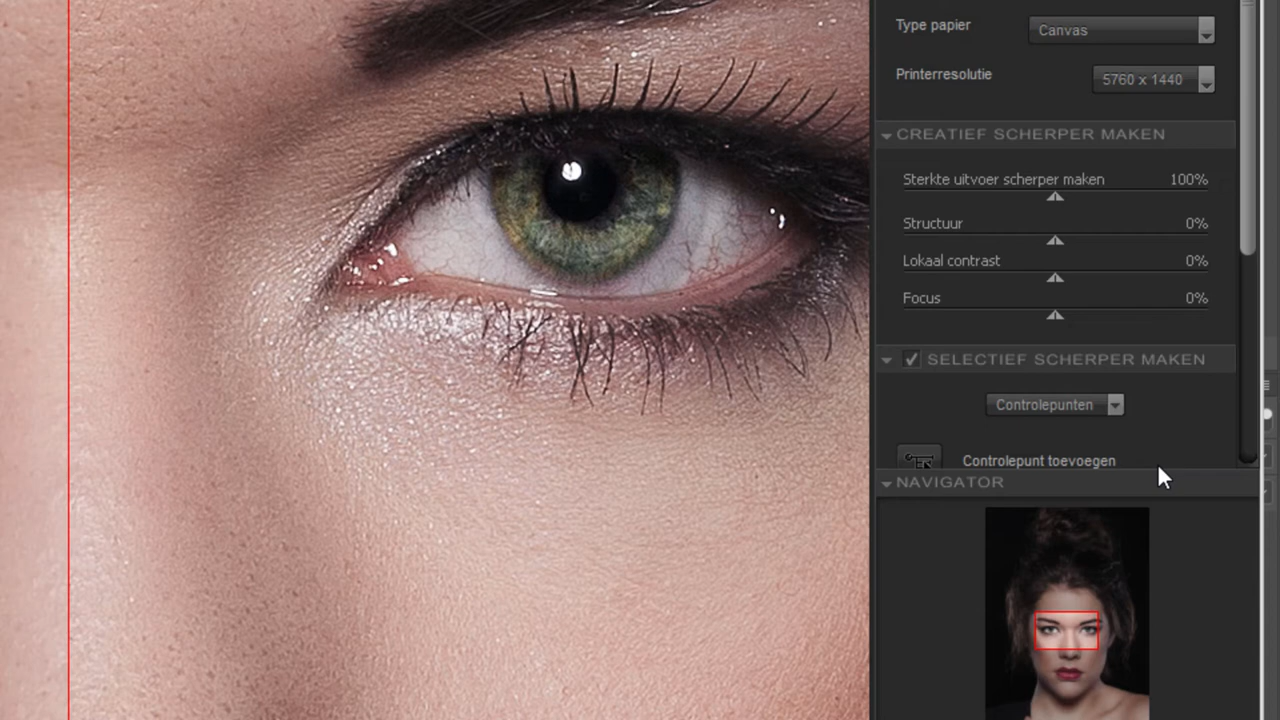 Type papier
Canvas
Printerresolutie
5760 x 1440
CREATIEF SCHERPER MAKEN
Sterkte uitvoer scherper maken 100%
Structuur 0%
Lokaal contrast 0%
Focus 0%
SELECTIEF SCHERPER MAKEN
Controlepunten
Controlepunt toevoegen
NAVIGATOR